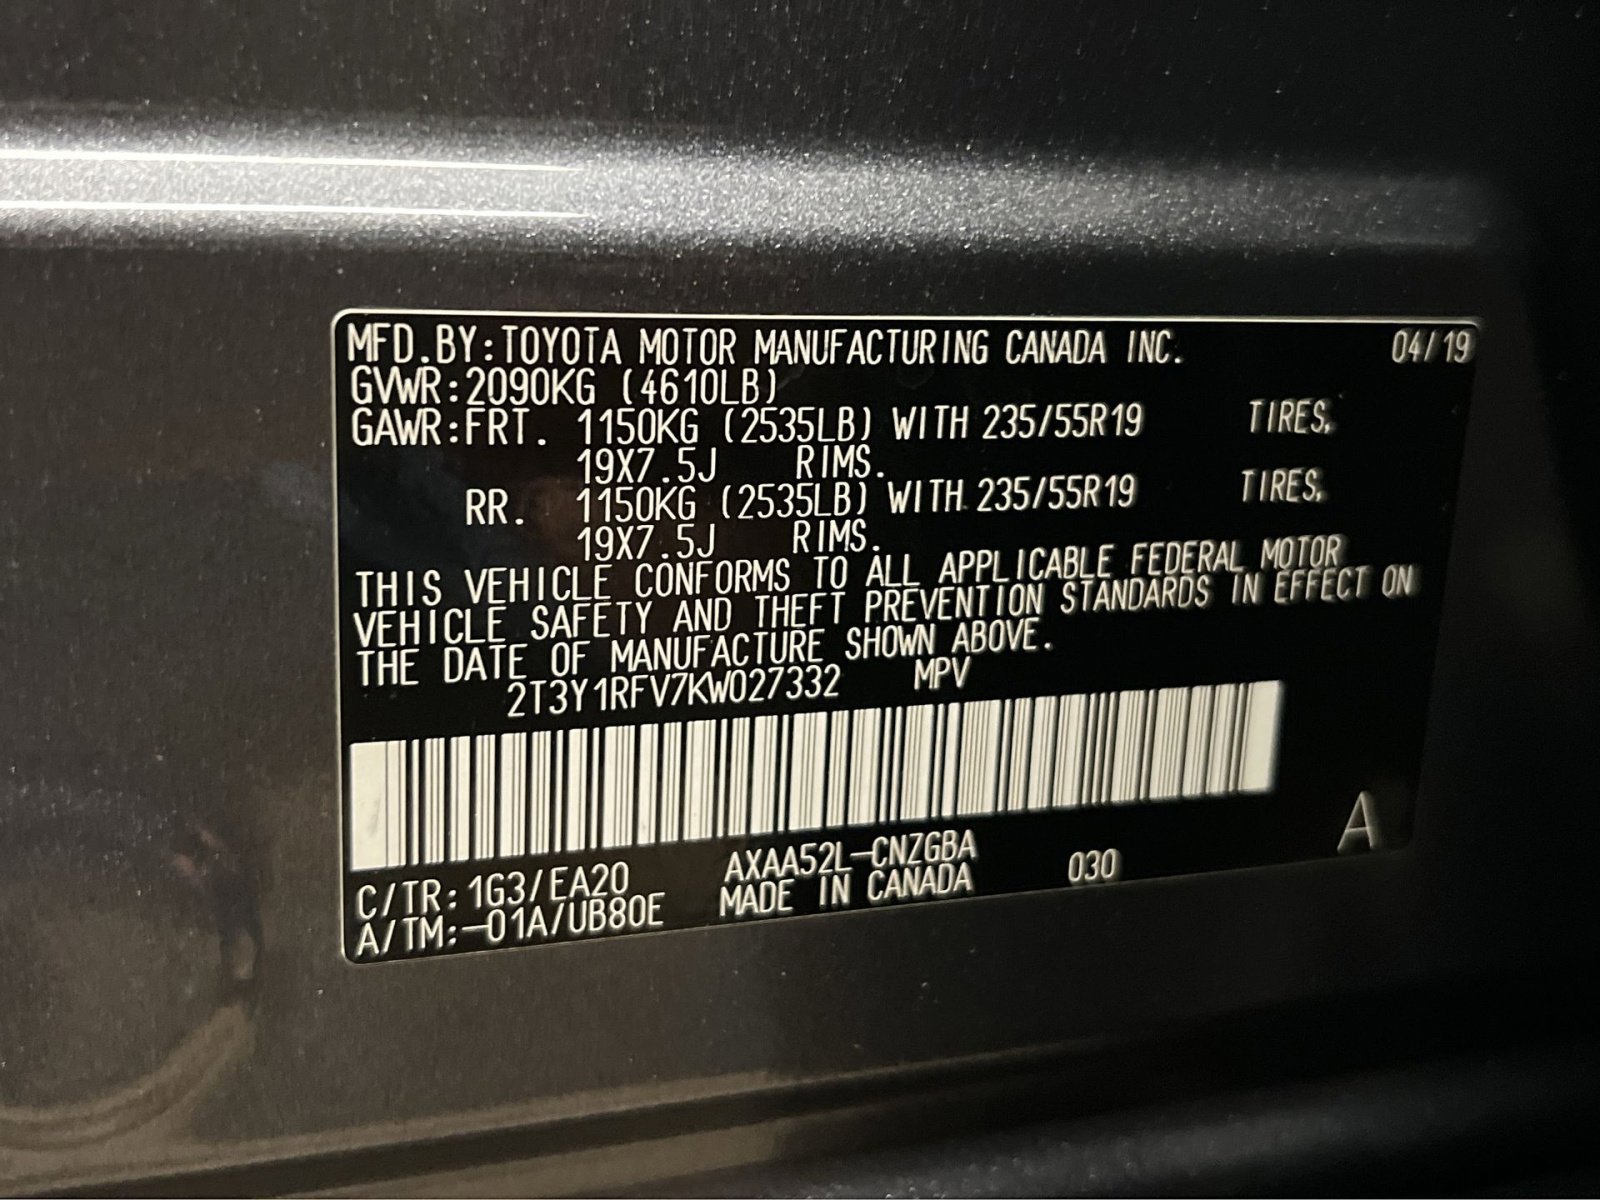 MFD.BY:TOYOTA MOTOR MANUFACTURING CANADA INC. 04/19
GVWR:2090KG (4610LB)
GAWR:FRT. 1150KG (2535LB) WITH 235/55R19 TIRES,
19X7.5J RIMS.
RR. 1150KG (2535LB) WITH 235/55R19 TIRES,
19X7.5J RIMS.
THIS VEHICLE CONFORMS TO ALL APPLICABLE FEDERAL MOTOR
VEHICLE SAFETY AND THEFT PREVENTION STANDARDS IN EFFECT ON
THE DATE OF MANUFACTURE SHOWN ABOVE.
2T3Y1RFV7KW027332 MPV
C/TR:1G3/EA20 AXAA52L-CNZGBA 030 A
A/TM:-01A/UB80E MADE IN CANADA